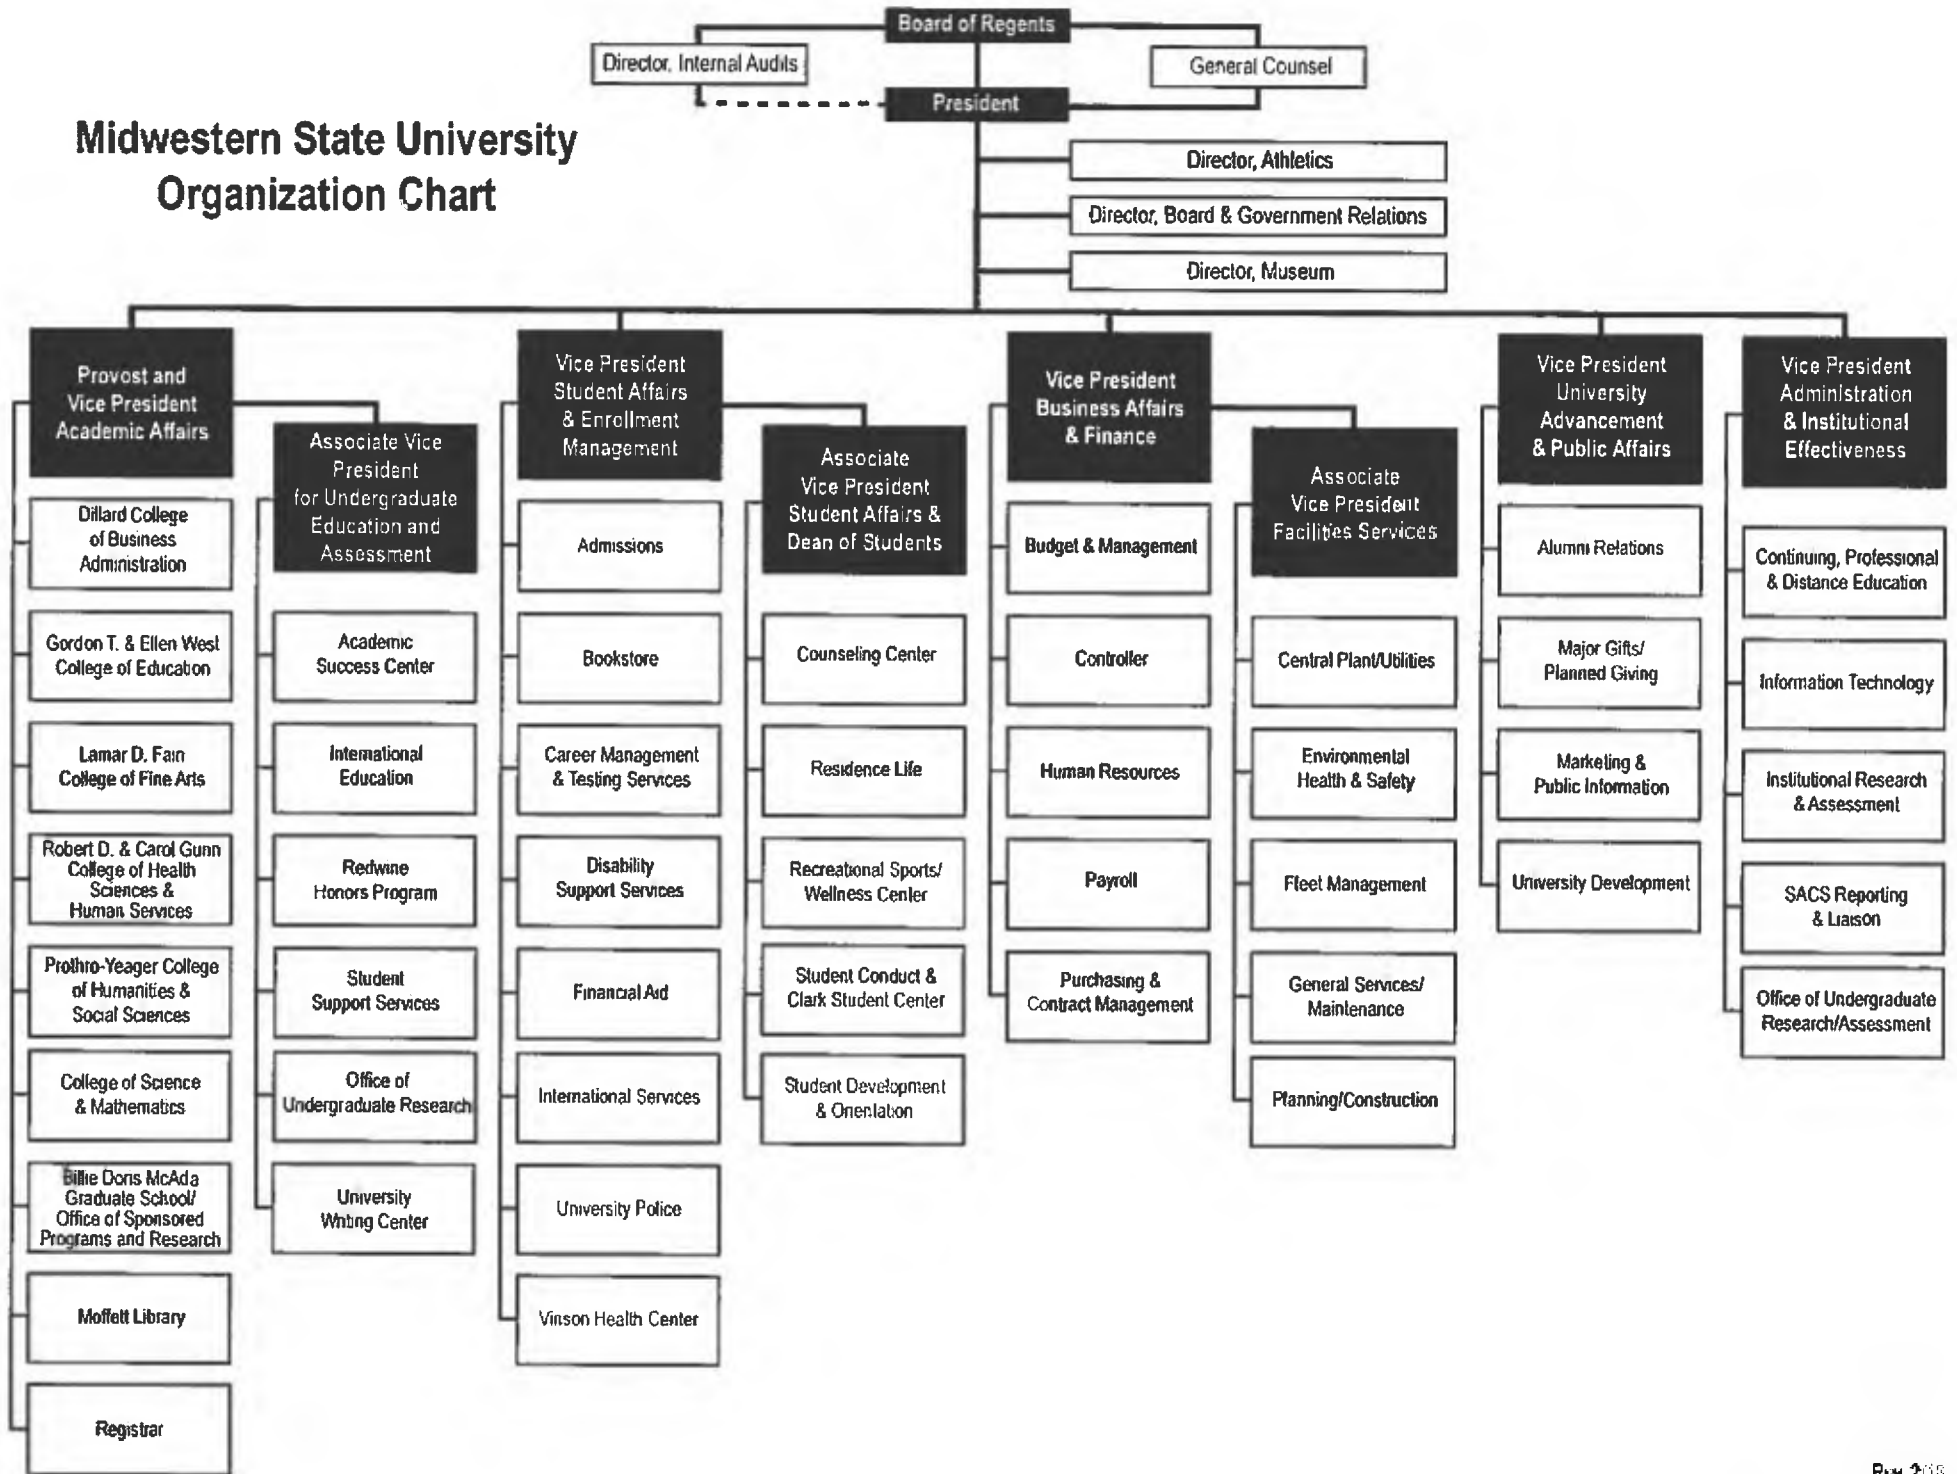 Board of Regents
Director, Internal Audits
General Counsel
President
Midwestern State University
Organization Chart
Director, Athletics
Director, Board & Government Relations
Director, Museum
Provost and
Vice President
Academic Affairs
Dillard College
of Business
Administration
Gordon T. & Ellen West
College of Education
Lamar D. Fain
College of Fine Arts
Robert D. & Carol Gunn
College of Health
Sciences &
Human Services
Prothro-Yeager College
of Humanities &
Social Sciences
College of Science
& Mathematics
Billie Doris McAda
Graduate School/
Office of Sponsored
Programs and Research
Moffett Library
Registrar
Associate Vice
President
for Undergraduate
Education and
Assessment
Academic
Success Center
International
Education
Redwine
Honors Program
Student
Support Services
Office of
Undergraduate Research
University
Writing Center
Vice President
Student Affairs
& Enrollment
Management
Admissions
Bookstore
Career Management
& Testing Services
Disability
Support Services
Financial Aid
International Services
University Police
Vinson Health Center
Associate
Vice President
Student Affairs &
Dean of Students
Counseling Center
Residence Life
Recreational Sports/
Wellness Center
Student Conduct &
Clark Student Center
Student Development
& Orientation
Vice President
Business Affairs
& Finance
Budget & Management
Controller
Human Resources
Payroll
Purchasing &
Contract Management
Associate
Vice President
Facilities Services
Central Plant/Utilities
Environmental
Health & Safety
Fleet Management
General Services/
Maintenance
Planning/Construction
Vice President
University
Advancement
& Public Affairs
Alumni Relations
Major Gifts/
Planned Giving
Marketing &
Public Information
University Development
Vice President
Administration
& Institutional
Effectiveness
Continuing, Professional
& Distance Education
Information Technology
Institutional Research
& Assessment
SACS Reporting
& Liaison
Office of Undergraduate
Research/Assessment